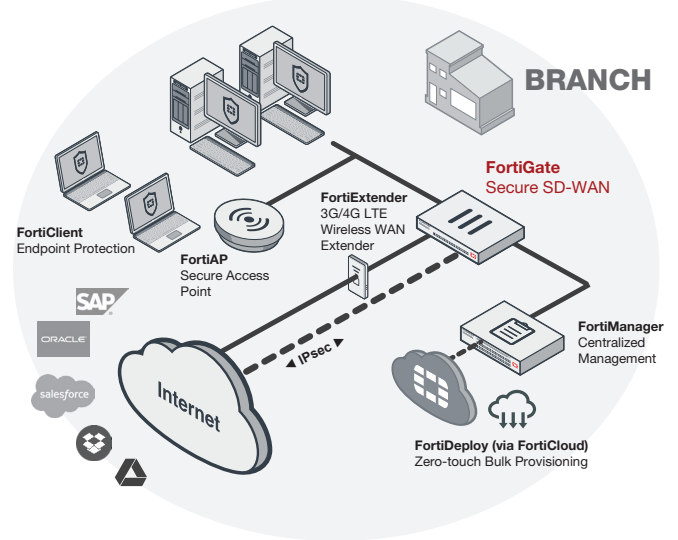 BRANCH
FortiGate
Secure SD-WAN
FortiExtender
3G/4G LTE
Wireless WAN
Extender
FortiClient
Endpoint Protection
FortiAP
Secure Access
Point
SAP
ORACLE
salesforce
Internet
◄ IPsec ►
FortiManager
Centralized
Management
FortiDeploy (via FortiCloud)
Zero-touch Bulk Provisioning